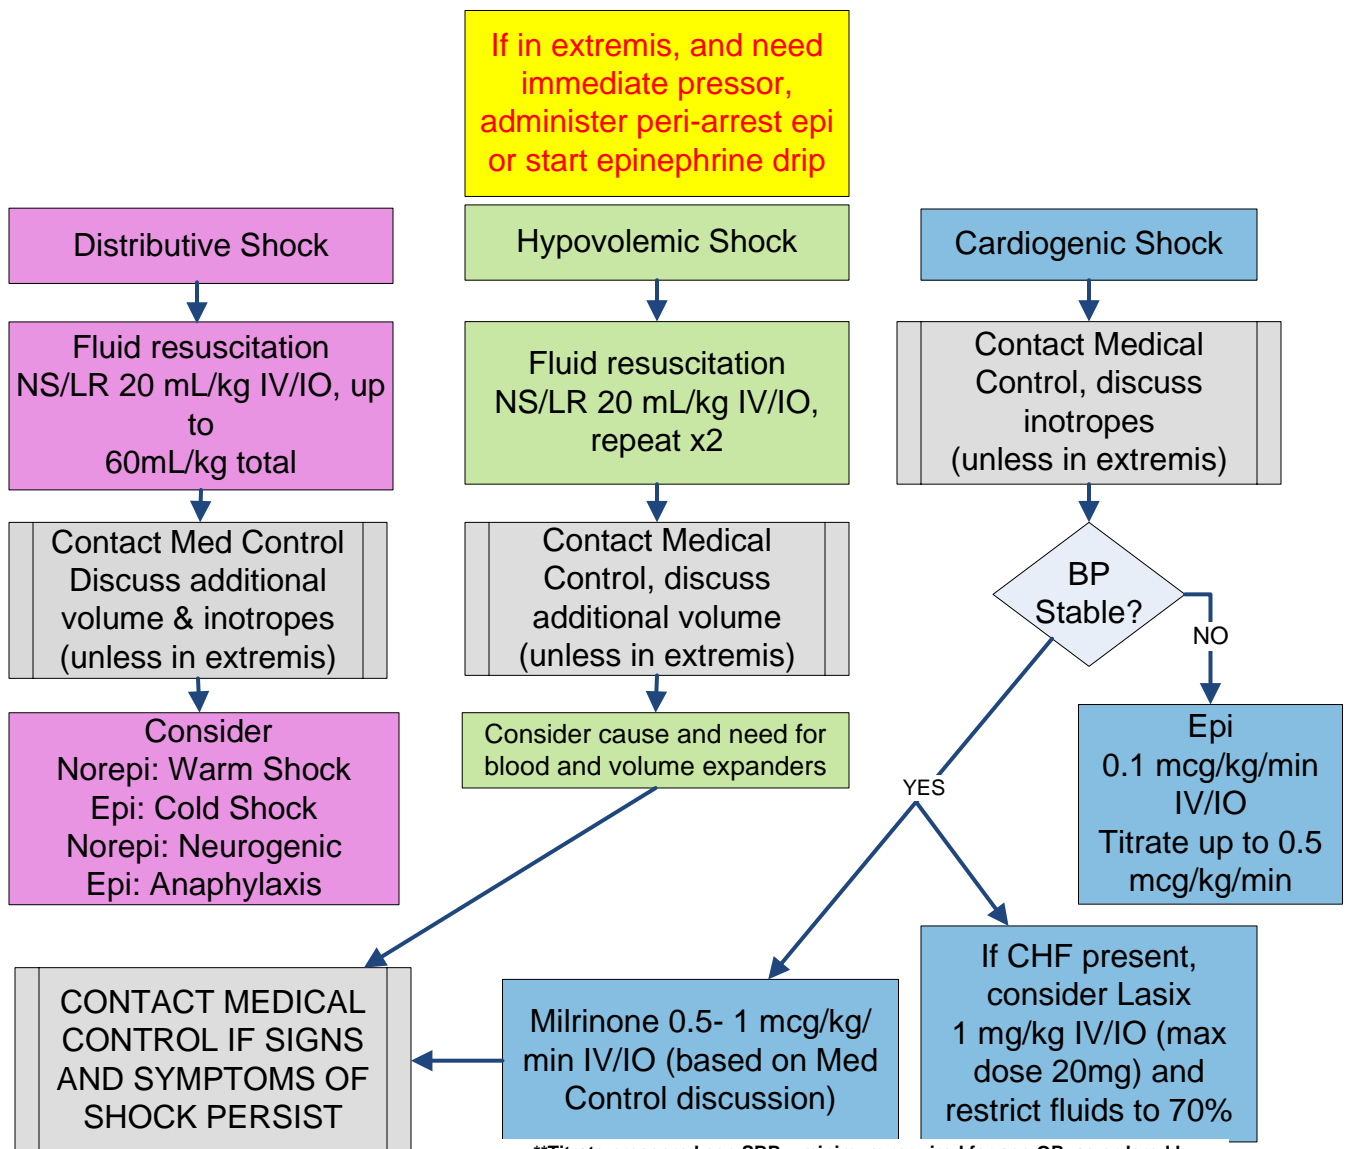 If in extremis, and need
immediate pressor,
administer peri-arrest epi
or start epinephrine drip
Distributive Shock
Fluid resuscitation
NS/LR 20 mL/kg IV/IO, up
to
60mL/kg total
Contact Med Control
Discuss additional
volume & inotropes
(unless in extremis)
Consider
Norepi: Warm Shock
Epi: Cold Shock
Norepi: Neurogenic
Epi: Anaphylaxis
Hypovolemic Shock
Fluid resuscitation
NS/LR 20 mL/kg IV/IO,
repeat x2
Contact Medical
Control, discuss
additional volume
(unless in extremis)
Consider cause and need for
blood and volume expanders
Cardiogenic Shock
Contact Medical
Control, discuss
inotropes
(unless in extremis)
BP
Stable?
NO
Epi
0.1 mcg/kg/min
IV/IO
Titrate up to 0.5
mcg/kg/min
YES
If CHF present,
consider Lasix
1 mg/kg IV/IO (max
dose 20mg) and
restrict fluids to 70%
Milrinone 0.5- 1 mcg/kg/
min IV/IO (based on Med
Control discussion)
CONTACT MEDICAL
CONTROL IF SIGNS
AND SYMPTOMS OF
SHOCK PERSIST